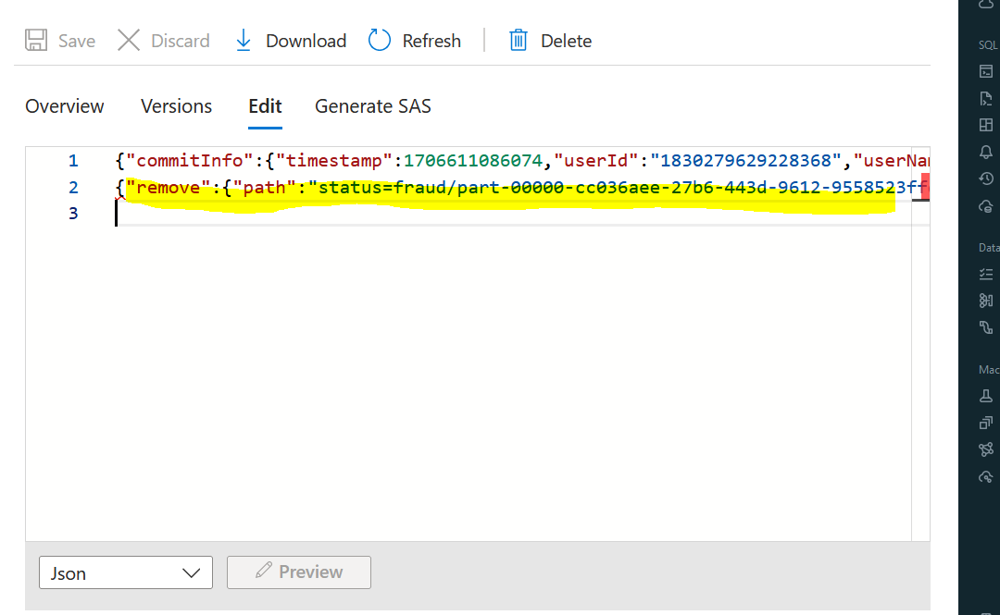 Save Discard Download Refresh Delete
Overview Versions Edit Generate SAS
1 {"commitInfo":{"timestamp":1706611086074,"userId":"1830279629228368","userNam
2 {"remove":{"path":"status=fraud/part-00000-cc036aee-27b6-443d-9612-9558523ff
3
Json Preview
SQL
Data
Mac